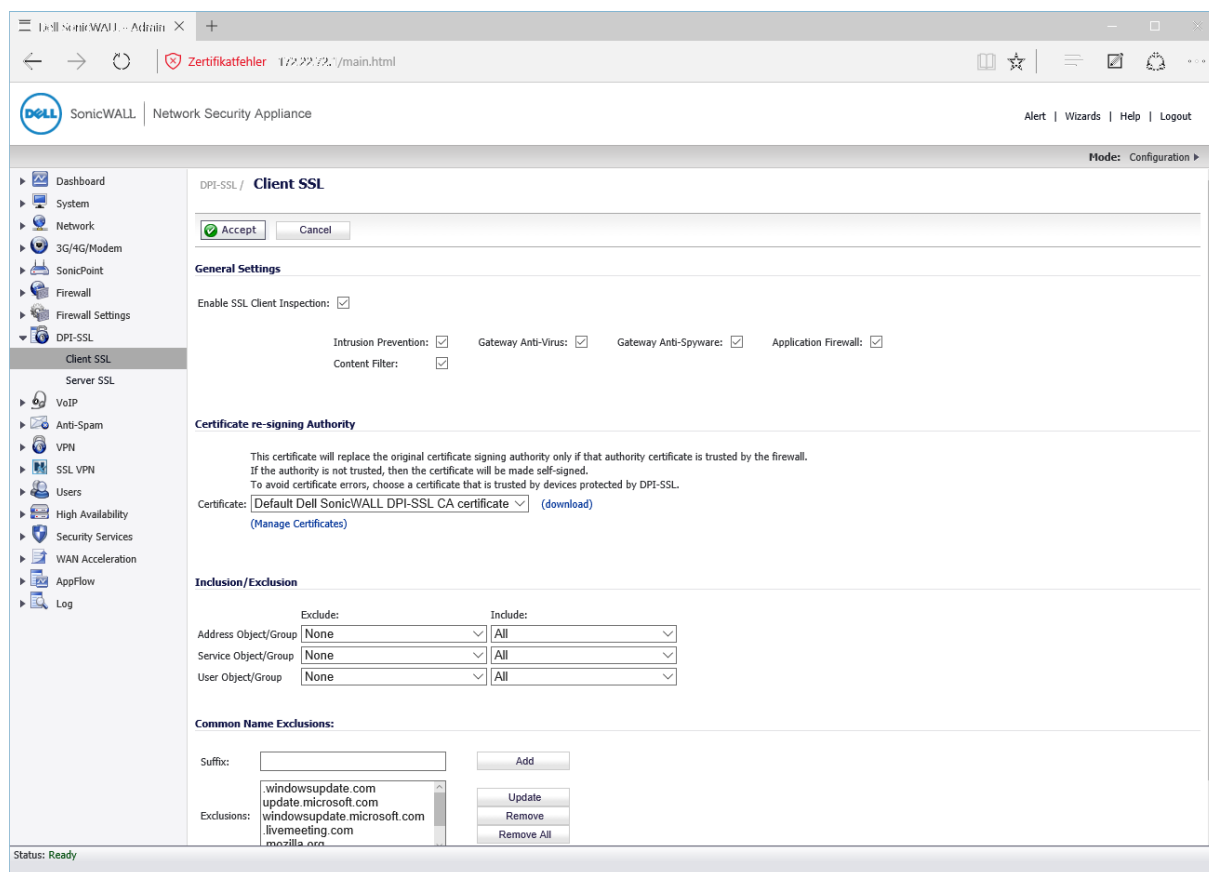 Dell SonicWALL - Admin
Zertifikatfehler 172.22.72.1/main.html
DELL SonicWALL Network Security Appliance
Alert | Wizards | Help | Logout
Mode: Configuration
Dashboard
System
Network
3G/4G/Modem
SonicPoint
Firewall
Firewall Settings
DPI-SSL
Client SSL
Server SSL
VoIP
Anti-Spam
VPN
SSL VPN
Users
High Availability
Security Services
WAN Acceleration
AppFlow
Log
DPI-SSL / Client SSL
Accept Cancel
General Settings
Enable SSL Client Inspection:
Intrusion Prevention: Gateway Anti-Virus: Gateway Anti-Spyware: Application Firewall:
Content Filter:
Certificate re-signing Authority
This certificate will replace the original certificate signing authority only if that authority certificate is trusted by the firewall.
If the authority is not trusted, then the certificate will be made self-signed.
To avoid certificate errors, choose a certificate that is trusted by devices protected by DPI-SSL.
Certificate: Default Dell SonicWALL DPI-SSL CA certificate (download)
(Manage Certificates)
Inclusion/Exclusion
Exclude: Include:
Address Object/Group None All
Service Object/Group None All
User Object/Group None All
Common Name Exclusions:
Suffix: Add
Exclusions:
.windowsupdate.com
update.microsoft.com
windowsupdate.microsoft.com
.livemeeting.com
.mozilla.org
Update
Remove
Remove All
Status: Ready